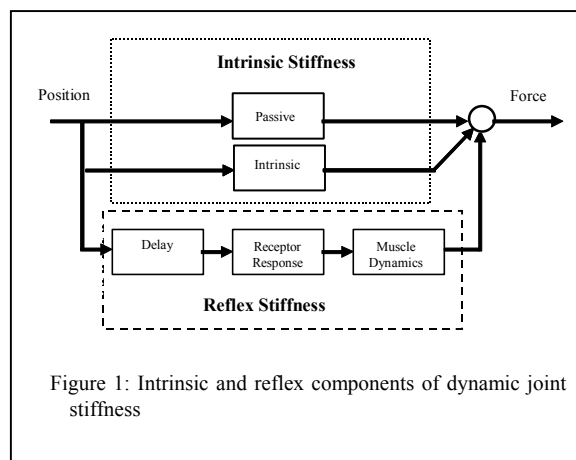 Intrinsic Stiffness
Position
Force
Passive
Intrinsic
Delay
Receptor
Response
Muscle
Dynamics
Reflex Stiffness
Figure 1: Intrinsic and reflex components of dynamic joint
stiffness